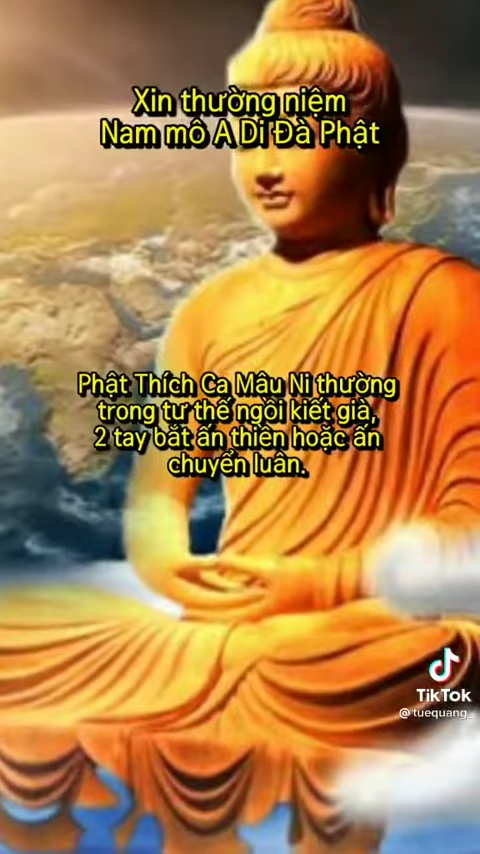 Xin thường niệm
Nam mô A Di Đà Phật
Phật Thích Ca Mâu Ni thường
trong tư thế ngồi kiết già,
2 tay bắt ấn thiền hoặc ấn
chuyển luân.
TikTok
@tuequang_